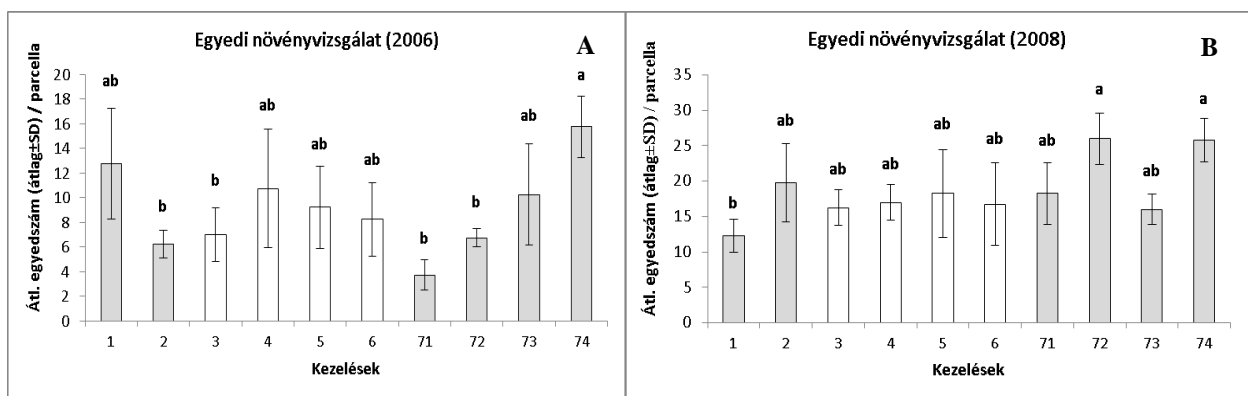 Egyedi növényvizsgálat (2006)
A
Átl. egyedszám (átlag±SD) / parcella
20
18
16
14
12
10
8
6
4
2
0
ab
b
b
ab
ab
ab
b
b
ab
a
1 2 3 4 5 6 71 72 73 74
Kezelések
Egyedi növényvizsgálat (2008)
B
Átl. egyedszám (átlag±SD) / parcella
35
30
25
20
15
10
5
0
b
ab
ab
ab
ab
ab
ab
a
ab
a
1 2 3 4 5 6 71 72 73 74
Kezelések